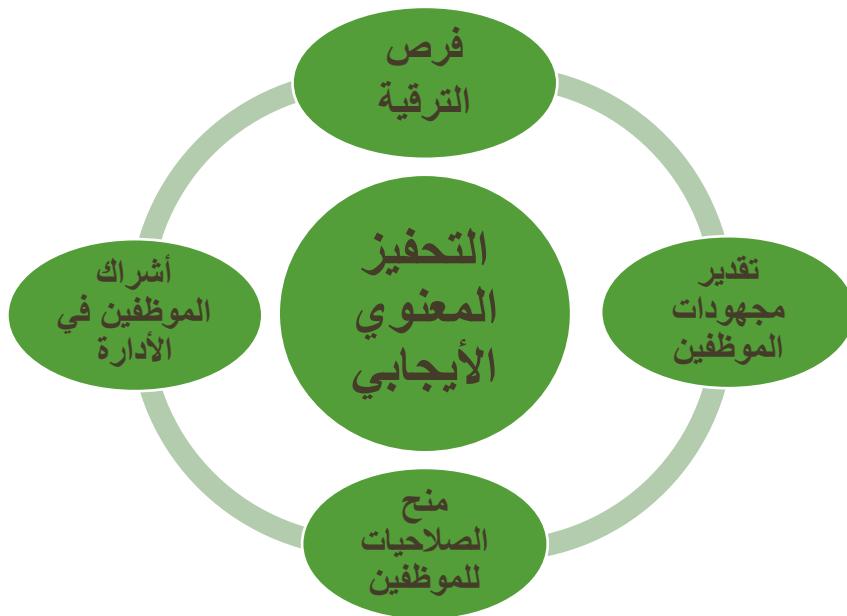 فرص
الترقية
التحفيز
المعنوي
الأيجابي
تقدير
مجهودات
الموظفين
أشراك
الموظفين في
الأدارة
منح
الصلاحيات
للموظفين